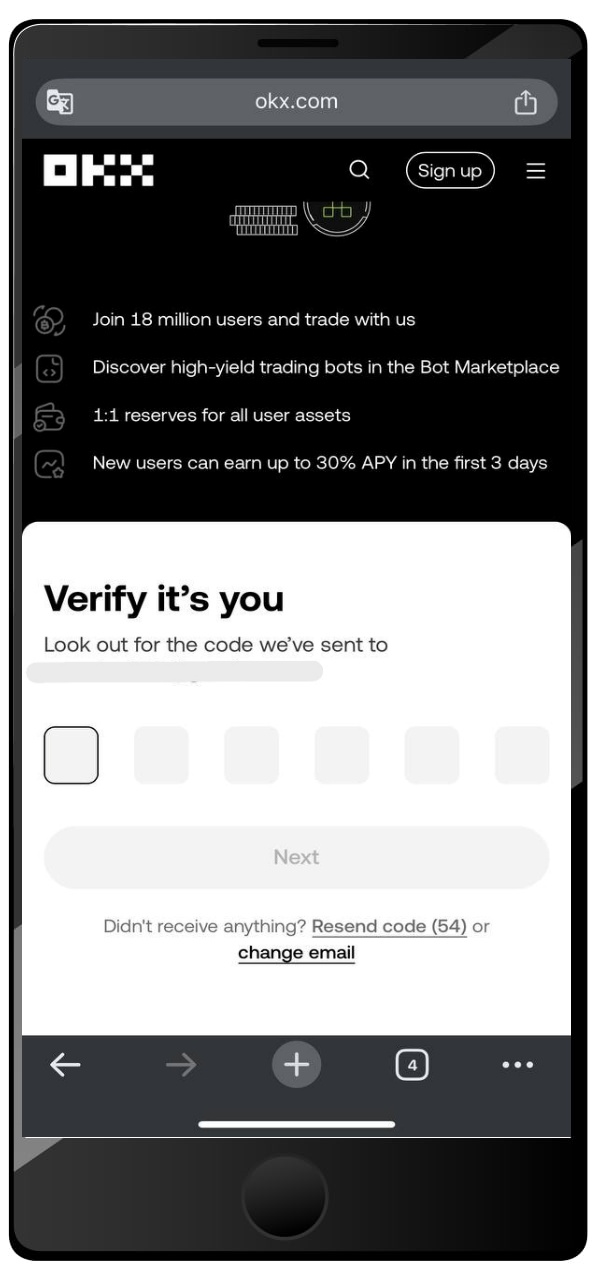 okx.com
OKX
Sign up
Join 18 million users and trade with us
Discover high-yield trading bots in the Bot Marketplace
1:1 reserves for all user assets
New users can earn up to 30% APY in the first 3 days
Verify it’s you
Look out for the code we’ve sent to
Next
Didn't receive anything? Resend code (54) or
change email
4